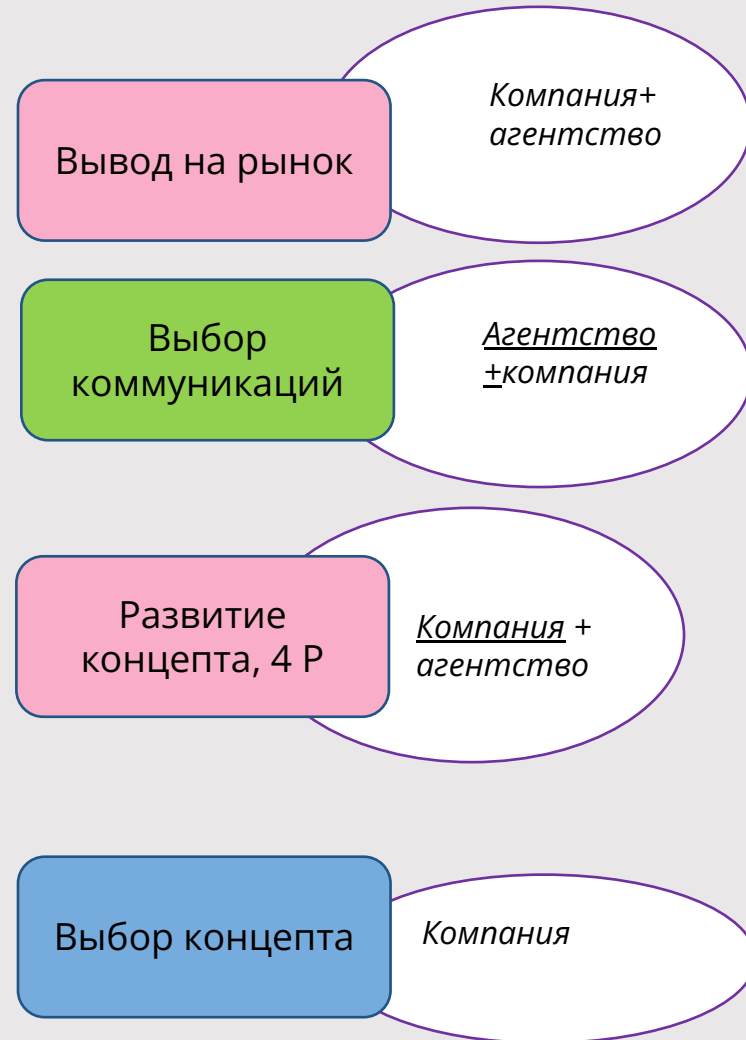 Вывод на рынок
Компания+
агентство
Выбор
коммуникаций
Агентство
+компания
Развитие
концепта, 4 P
Компания +
агентство
Выбор концепта
Компания